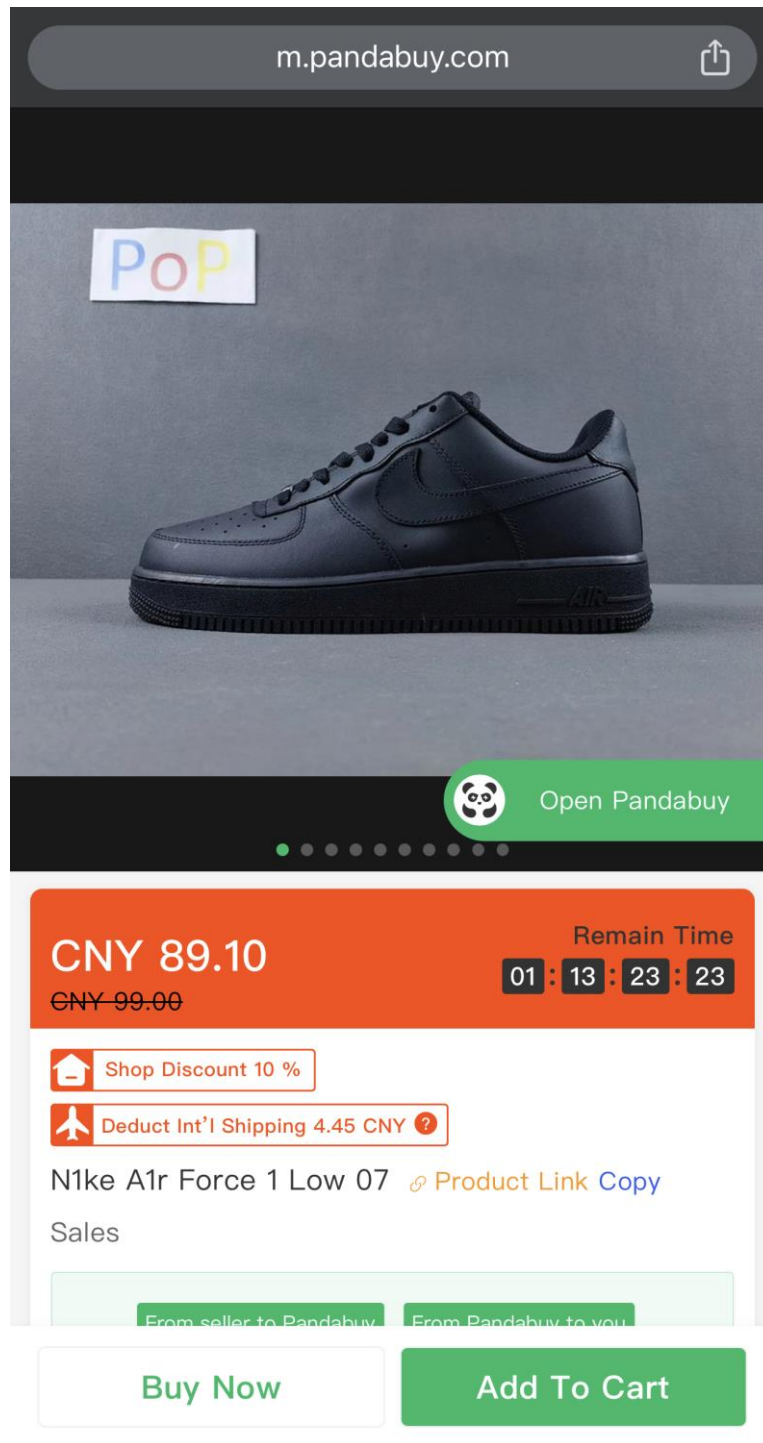 m.pandabuy.com
PoP
AIR
Open Pandabuy
CNY 89.10
Remain Time
CNY 99.00
01:13:23:23
Shop Discount 10 %
Deduct Int'l Shipping 4.45 CNY ?
N1ke A1r Force 1 Low 07 Product Link Copy
Sales
From seller to Pandabuy From Pandabuy to you
Buy Now Add To Cart